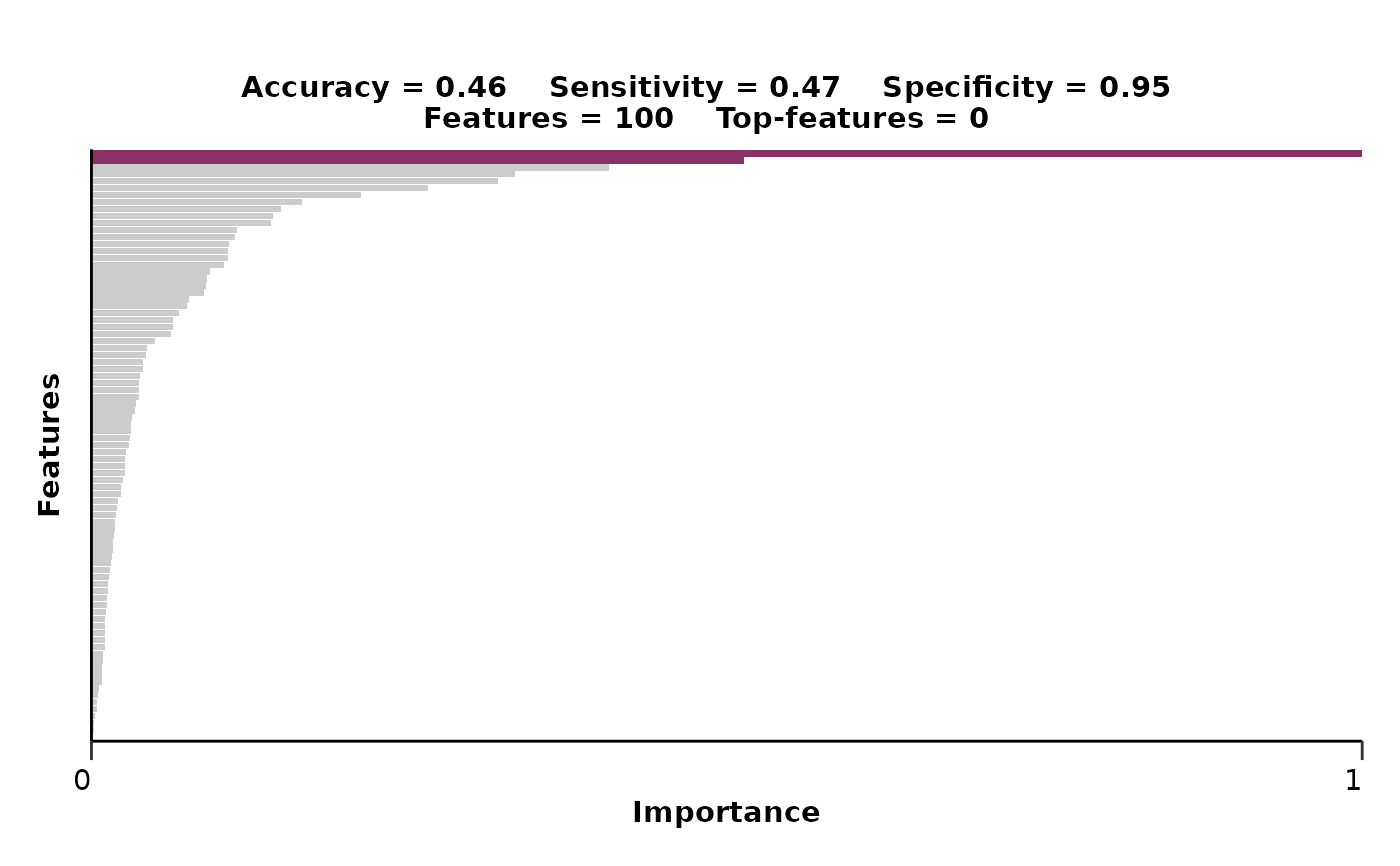 Accuracy = 0.46 Sensitivity = 0.47 Specificity = 0.95
Features = 100 Top-features = 0
Features
0 1
Importance